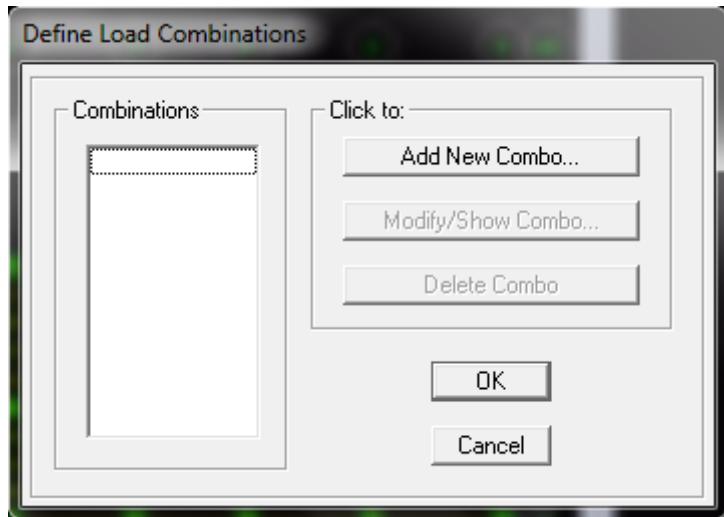 Define Load Combinations
Combinations
Click to:
Add New Combo...
Modify/Show Combo...
Delete Combo
OK
Cancel